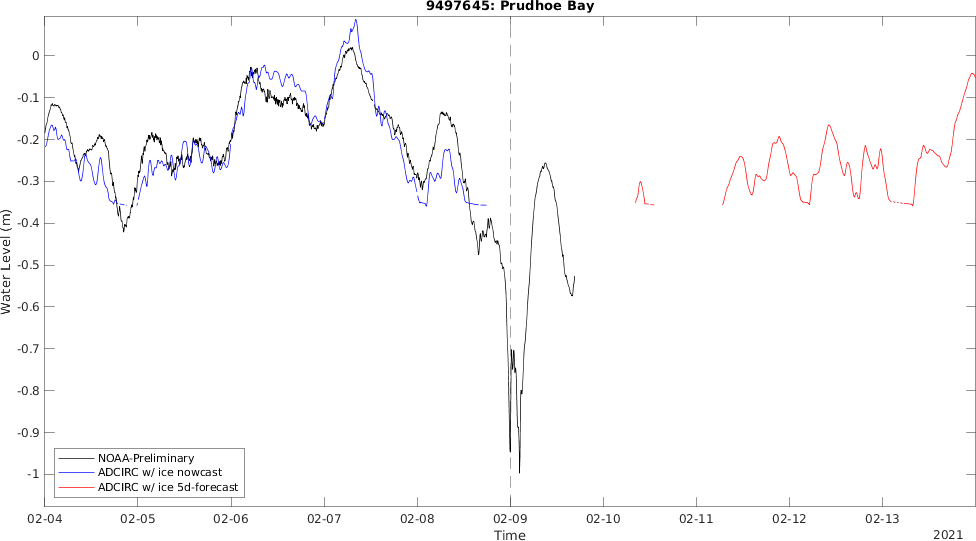 9497645: Prudhoe Bay
0
-0.1
-0.2
-0.3
-0.4
-0.5
-0.6
-0.7
-0.8
-0.9
-1
Water Level (m)
NOAA-Preliminary
ADCIRC w/ ice nowcast
ADCIRC w/ ice 5d-forecast
02-04 02-05 02-06 02-07 02-08 02-09 02-10 02-11 02-12 02-13
Time
2021